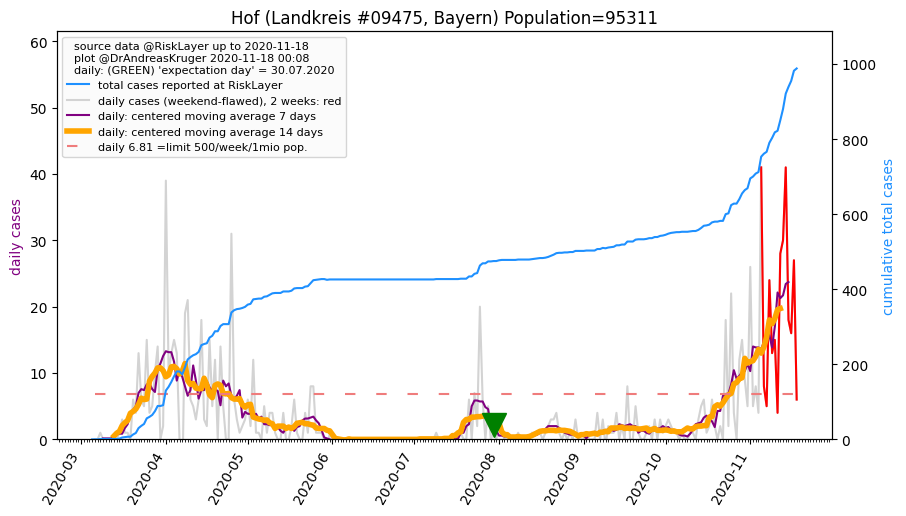 Hof (Landkreis #09475, Bayern) Population=95311
source data @RiskLayer up to 2020-11-18
plot @DrAndreasKruger 2020-11-18 00:08
daily: (GREEN) 'expectation day' = 30.07.2020
total cases reported at RiskLayer
daily cases (weekend-flawed), 2 weeks: red
daily: centered moving average 7 days
daily: centered moving average 14 days
daily 6.81 =limit 500/week/1mio pop.
daily cases
60
50
40
30
20
10
0
cumulative total cases
1000
800
600
400
200
0
2020-03
2020-04
2020-05
2020-06
2020-07
2020-08
2020-09
2020-10
2020-11